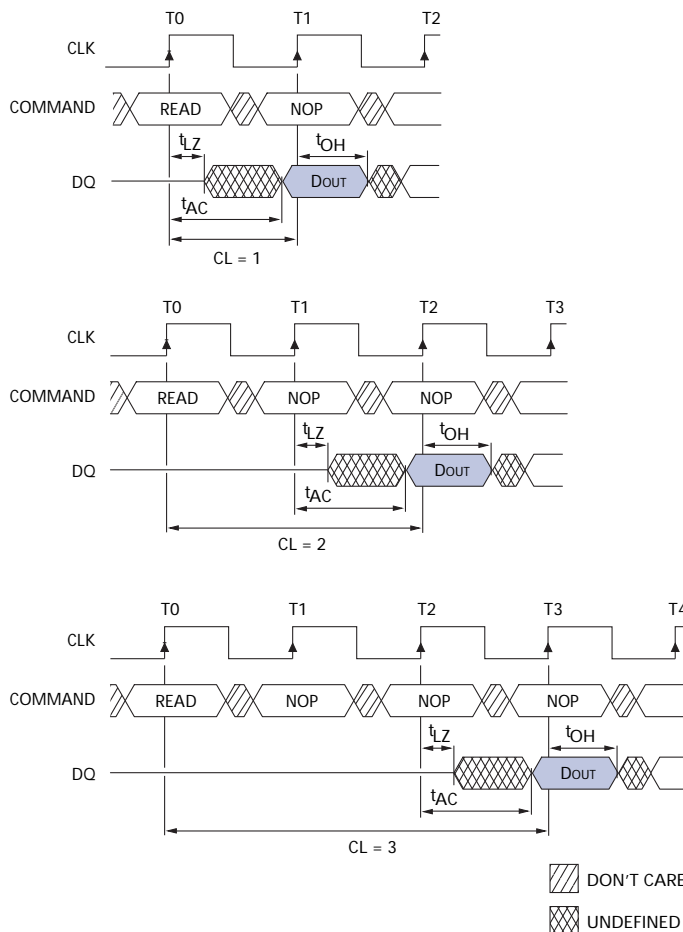 T0 T1 T2
CLK
COMMAND READ NOP
tLZ tOH
DQ DOUT
tAC
CL = 1
T0 T1 T2 T3
CLK
COMMAND READ NOP NOP
tLZ tOH
DQ DOUT
tAC
CL = 2
T0 T1 T2 T3 T4
CLK
COMMAND READ NOP NOP NOP
tLZ tOH
DQ DOUT
tAC
CL = 3
DON'T CARE
UNDEFINED